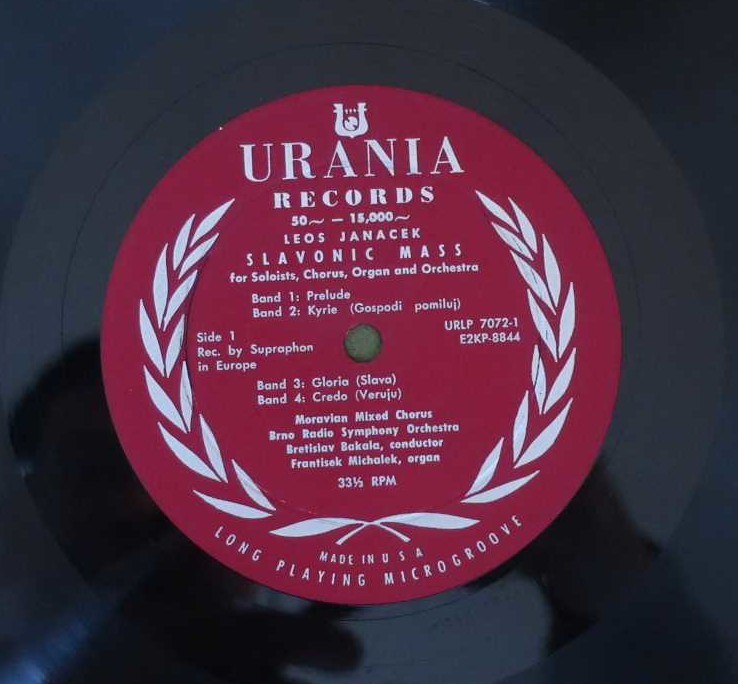 URANIA
RECORDS
50~ — 15,000~
LEOS JANACEK
SLAVONIC MASS
for Soloists, Chorus, Organ and Orchestra
Band 1: Prelude
Band 2: Kyrie (Gospodi pomiluj)
Side 1
Rec. by Supraphon
in Europe
URLP 7072-1
E2KP-8844
Band 3: Gloria (Slava)
Band 4: Credo (Veruju)
Moravian Mixed Chorus
Brno Radio Symphony Orchestra
Bretislav Bakala, conductor
Frantisek Michalek, organ
33⅓ RPM
MADE IN U S A
LONG PLAYING MICROGROOVE